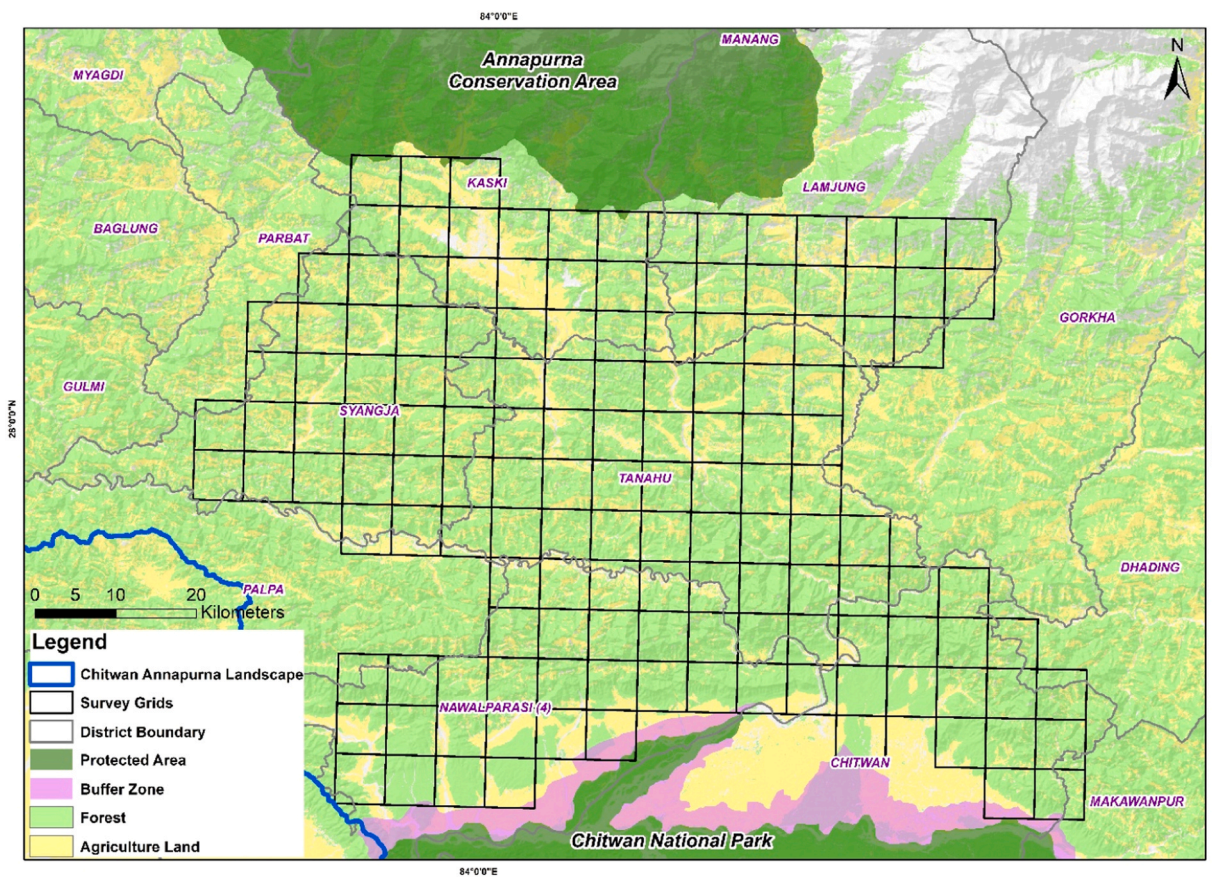 84°0'0"E
MANANG
N
Annapurna
Conservation Area
MYAGDI
KASKI
LAMJUNG
BAGLUNG
PARBAT
GORKHA
GULMI
SYANGJA
28°0'0"N
TANAHU
DHADING
PALPA
0 5 10 20
Kilometers
Legend
Chitwan Annapurna Landscape
Survey Grids
District Boundary
Protected Area
Buffer Zone
Forest
Agriculture Land
NAWALPARASI (4)
CHITWAN
MAKAWANPUR
Chitwan National Park
84°0'0"E